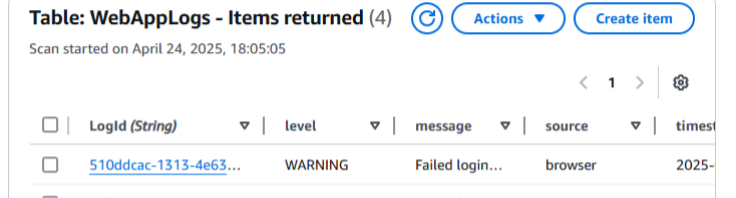 Table: WebAppLogs - Items returned (4) Actions Create item
Scan started on April 24, 2025, 18:05:05
1
LogId (String) level message source timest
510ddcac-1313-4e63... WARNING Failed login... browser 2025-